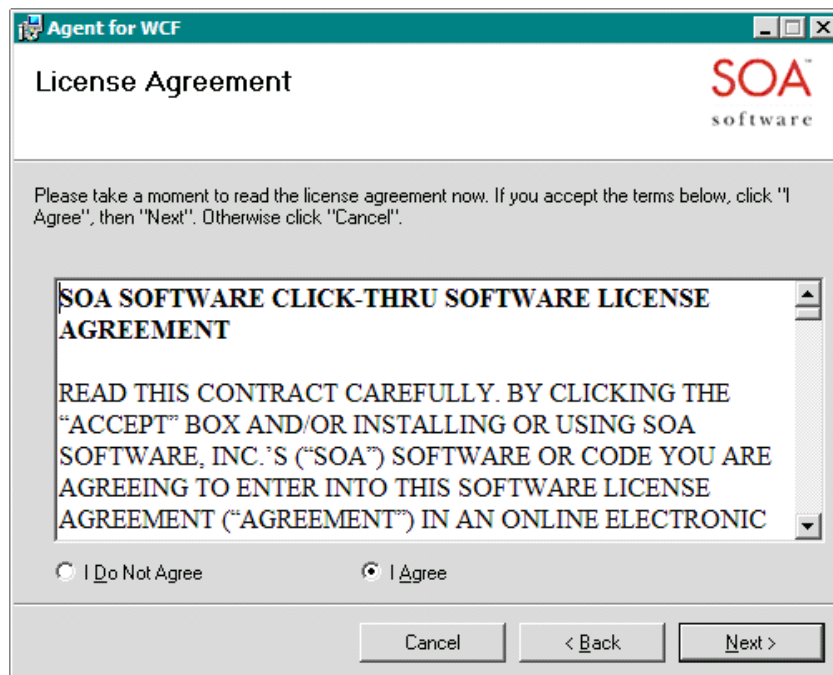 Agent for WCF
License Agreement
SOA™
software
Please take a moment to read the license agreement now. If you accept the terms below, click "I
Agree", then "Next". Otherwise click "Cancel".
SOA SOFTWARE CLICK-THRU SOFTWARE LICENSE
AGREEMENT
READ THIS CONTRACT CAREFULLY. BY CLICKING THE
“ACCEPT” BOX AND/OR INSTALLING OR USING SOA
SOFTWARE, INC.’S (“SOA”) SOFTWARE OR CODE YOU ARE
AGREEING TO ENTER INTO THIS SOFTWARE LICENSE
AGREEMENT (“AGREEMENT”) IN AN ONLINE ELECTRONIC
I Do Not Agree
I Agree
Cancel
< Back
Next >